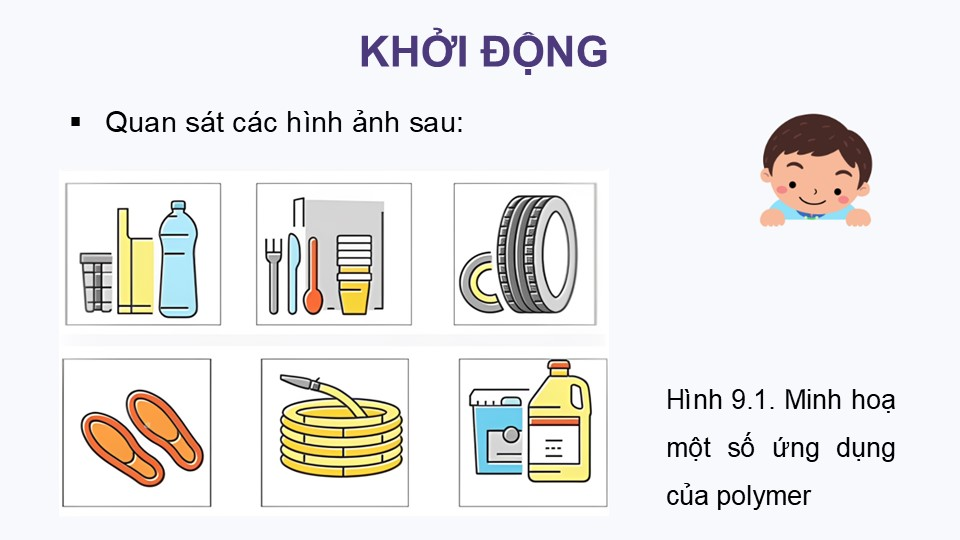 KHỞI ĐỘNG
▪ Quan sát các hình ảnh sau:
Hình 9.1. Minh hoạ
một số ứng dụng
của polymer